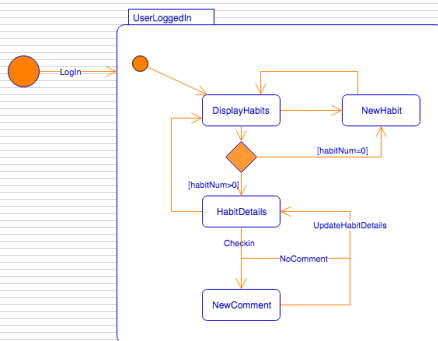 UserLoggedIn
LogIn
DisplayHabits
NewHabit
[habitNum=0]
[habitNum>0]
HabitDetails
UpdateHabitDetails
Checkin
NoComment
NewComment